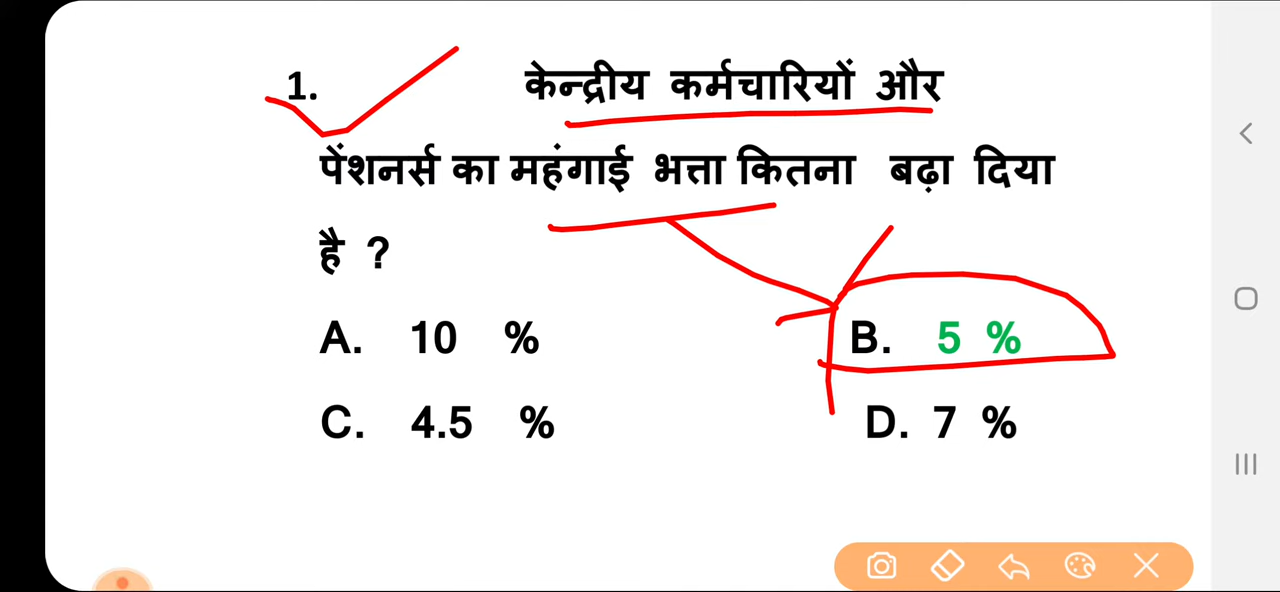 1. केन्द्रीय कर्मचारियों और
पेंशनर्स का महंगाई भत्ता कितना बढ़ा दिया
है ?
A. 10 % B. 5 %
C. 4.5 % D. 7 %